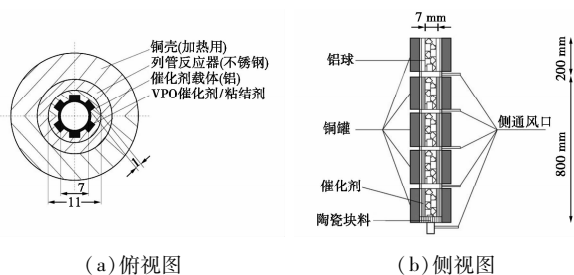 铜壳(加热用)
列管反应器(不锈钢)
催化剂载体(铝)
VPO催化剂/粘结剂
1
7
11
(a)俯视图
7 mm
铝球
铜罐
催化剂
陶瓷块料
侧通风口
200 mm
800 mm
(b)侧视图